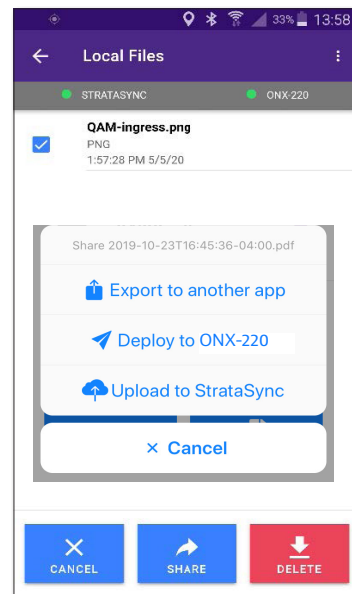 33% 13:58
Local Files
STRATASYNC ONX-220
QAM-ingress.png
PNG
1:57:28 PM 5/5/20
Share 2019-10-23T16:45:36-04:00.pdf
Export to another app
Deploy to ONX-220
Upload to StrataSync
× Cancel
CANCEL SHARE DELETE